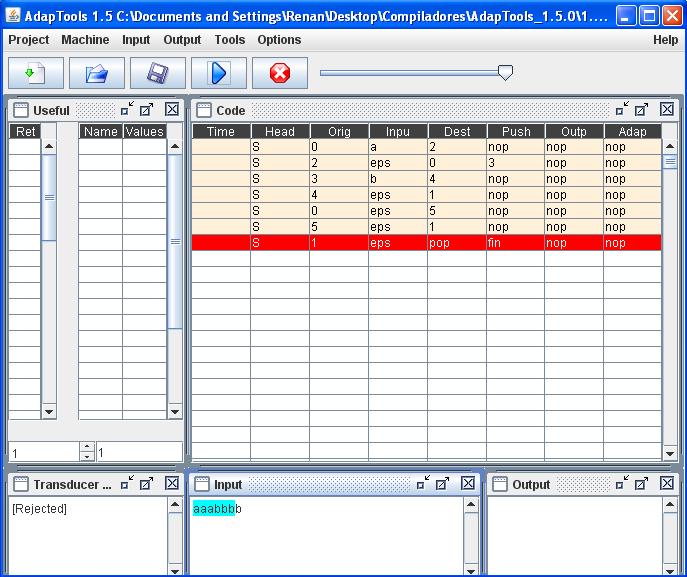 AdapTools 1.5 C:\Documents and Settings\Renan\Desktop\Compiladores\AdapTools_1.5.0\1....
Project Machine Input Output Tools Options Help
Useful
Code
Ret Name Values
Time Head Orig Inpu Dest Push Outp Adap
S 0 a 2 nop nop nop
S 2 eps 0 3 nop nop
S 3 b 4 nop nop nop
S 4 eps 1 nop nop nop
S 0 eps 5 nop nop nop
S 5 eps 1 nop nop nop
S 1 eps pop fin nop nop
1 1
Transducer ...
Input
Output
[Rejected]
aaabbbb